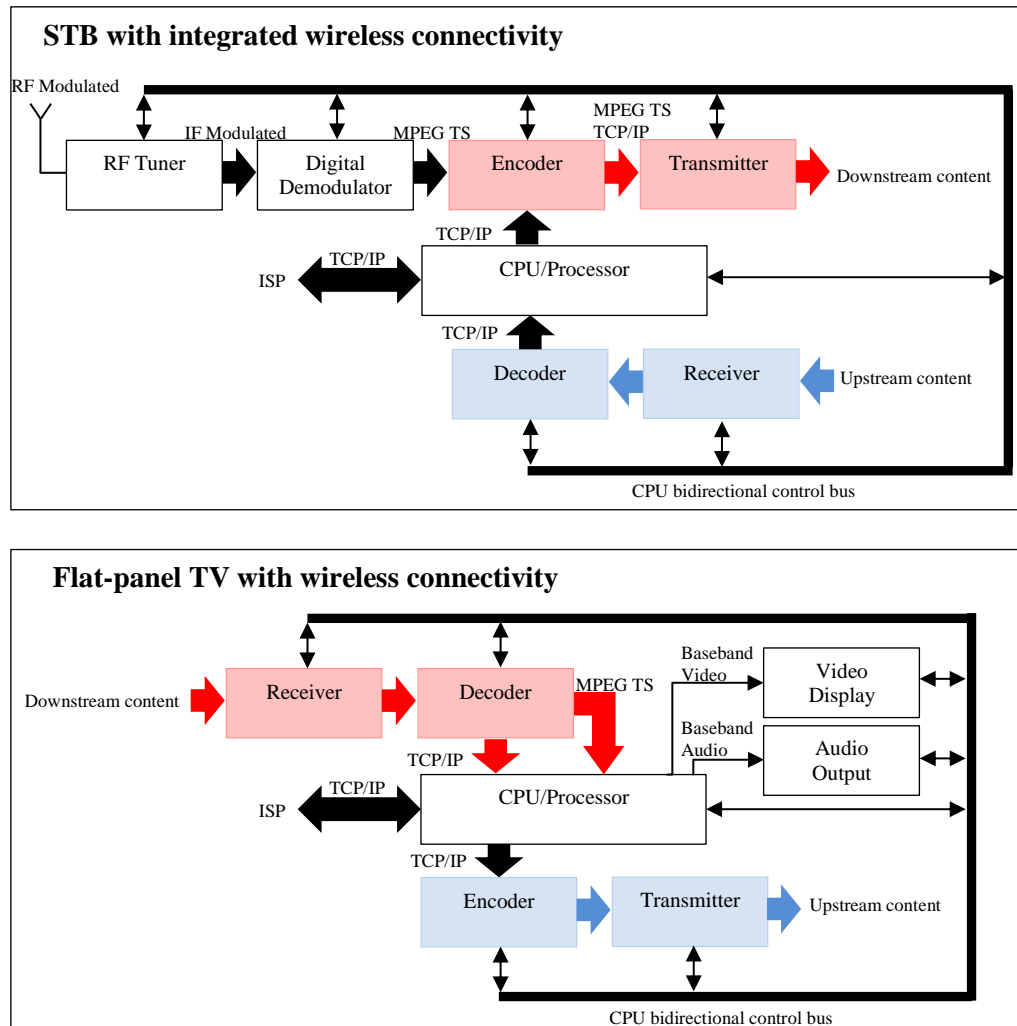 STB with integrated wireless connectivity
RF Modulated
IF Modulated
MPEG TS
MPEG TS
TCP/IP
RF Tuner
Digital
Demodulator
Encoder
Transmitter
Downstream content
TCP/IP
TCP/IP
ISP
CPU/Processor
TCP/IP
Decoder
Receiver
Upstream content
CPU bidirectional control bus
Flat-panel TV with wireless connectivity
Downstream content
Receiver
Decoder
MPEG TS
Baseband
Video
Video
Display
Baseband
Audio
Audio
Output
TCP/IP
TCP/IP
ISP
CPU/Processor
TCP/IP
Encoder
Transmitter
Upstream content
CPU bidirectional control bus